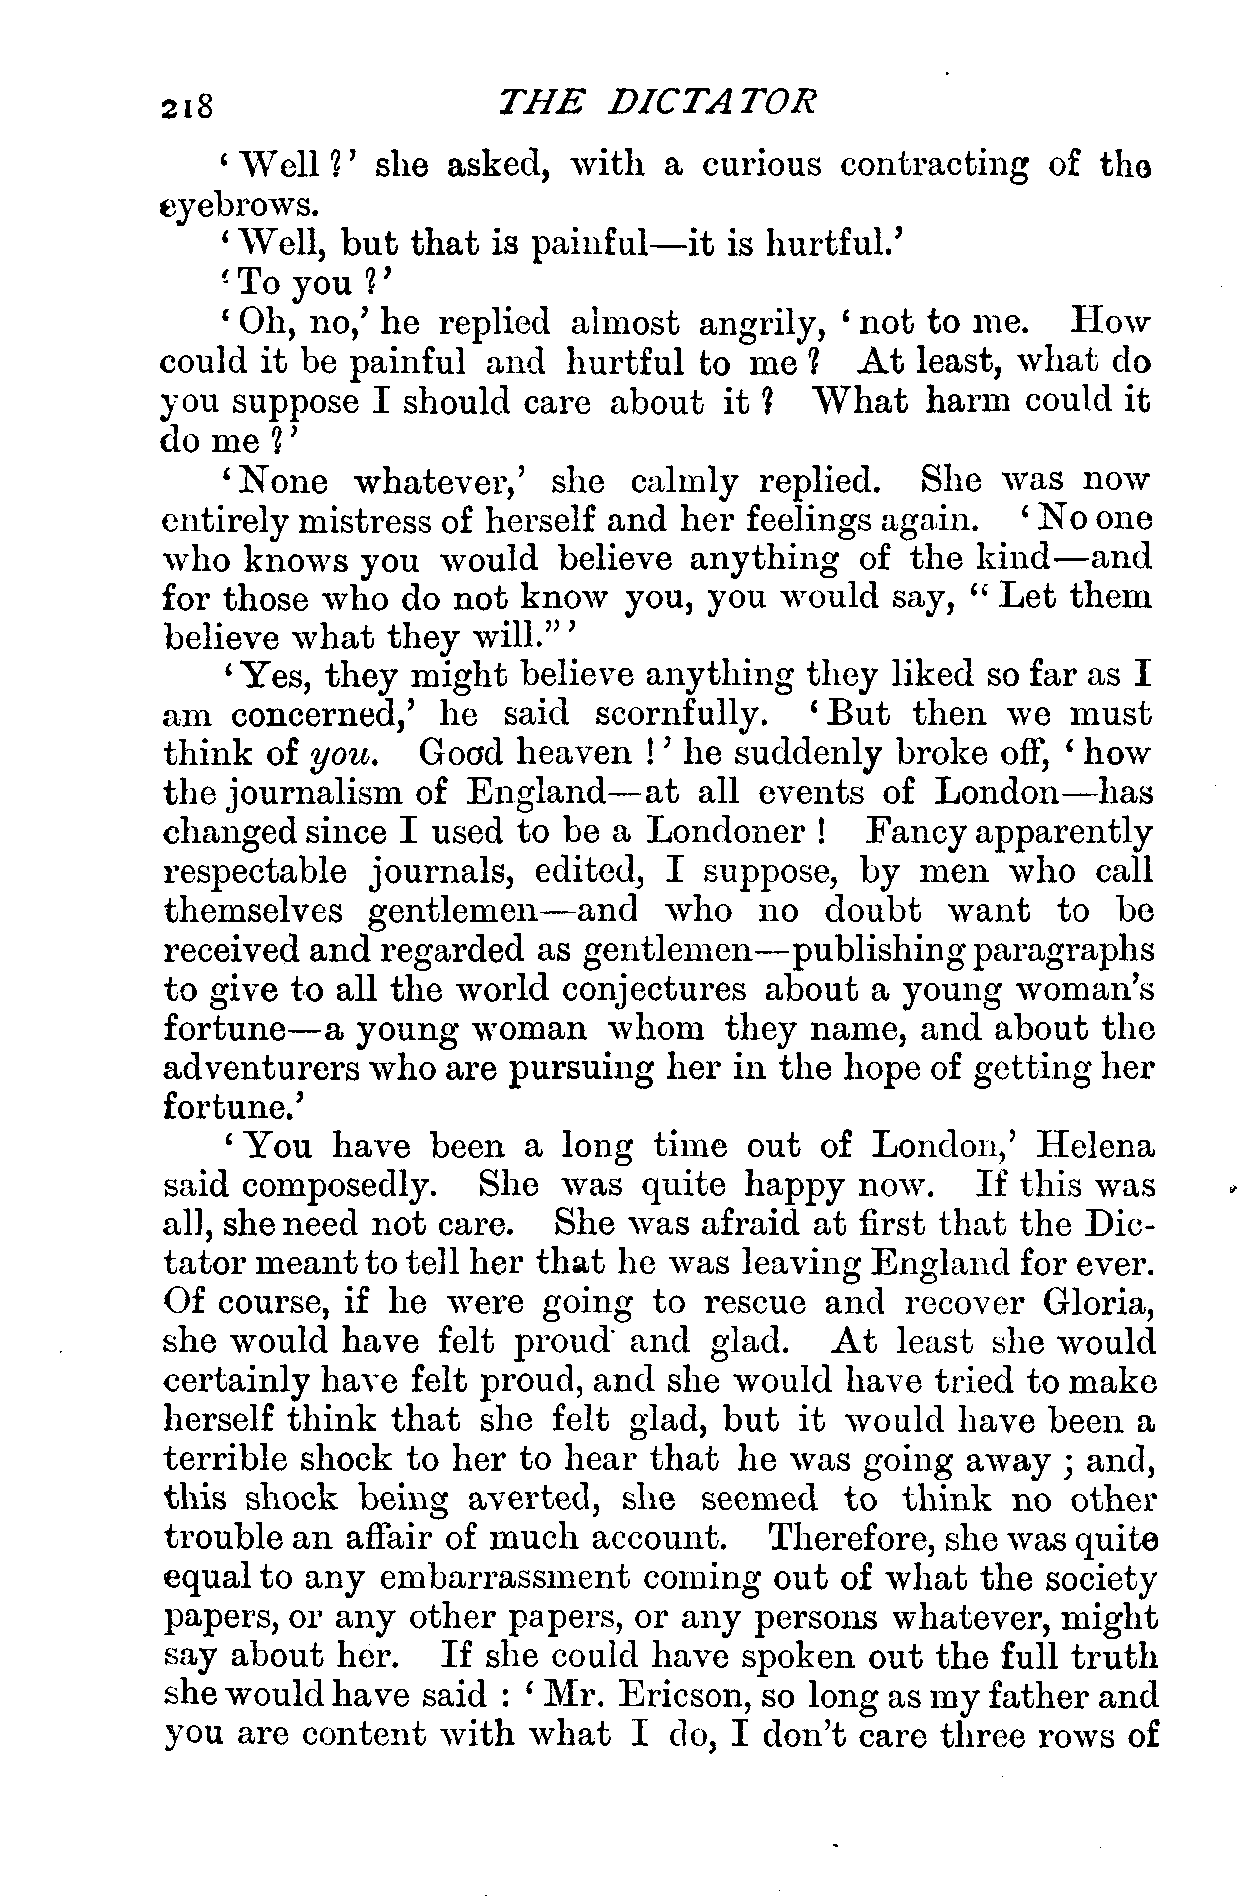 218 THE DICTATOR
‘Well?’ she asked, with a curious contracting of the
eyebrows.
‘Well, but that is painful—it is hurtful.’
‘To you?’
‘Oh, no,’ he replied almost angrily, ‘not to me. How
could it be painful and hurtful to me? At least, what do
you suppose I should care about it? What harm could it
do me?’
‘None whatever,’ she calmly replied. She was now
entirely mistress of herself and her feelings again. ‘No one
who knows you would believe anything of the kind—and
for those who do not know you, you would say, “Let them
believe what they will.”’
‘Yes, they might believe anything they liked so far as I
am concerned,’ he said scornfully. ‘But then we must
think of you. Good heaven!’ he suddenly broke off, ‘how
the journalism of England—at all events of London—has
changed since I used to be a Londoner! Fancy apparently
respectable journals, edited, I suppose, by men who call
themselves gentlemen—and who no doubt want to be
received and regarded as gentlemen—publishing paragraphs
to give to all the world conjectures about a young woman’s
fortune—a young woman whom they name, and about the
adventurers who are pursuing her in the hope of getting her
fortune.’
‘You have been a long time out of London,’ Helena
said composedly. She was quite happy now. If this was
all, she need not care. She was afraid at first that the Dic-
tator meant to tell her that he was leaving England for ever.
Of course, if he were going to rescue and recover Gloria,
she would have felt proud and glad. At least she would
certainly have felt proud, and she would have tried to make
herself think that she felt glad, but it would have been a
terrible shock to her to hear that he was going away; and,
this shock being averted, she seemed to think no other
trouble an affair of much account. Therefore, she was quite
equal to any embarrassment coming out of what the society
papers, or any other papers, or any persons whatever, might
say about her. If she could have spoken out the full truth
she would have said: ‘Mr. Ericson, so long as my father and
you are content with what I do, I don’t care three rows of